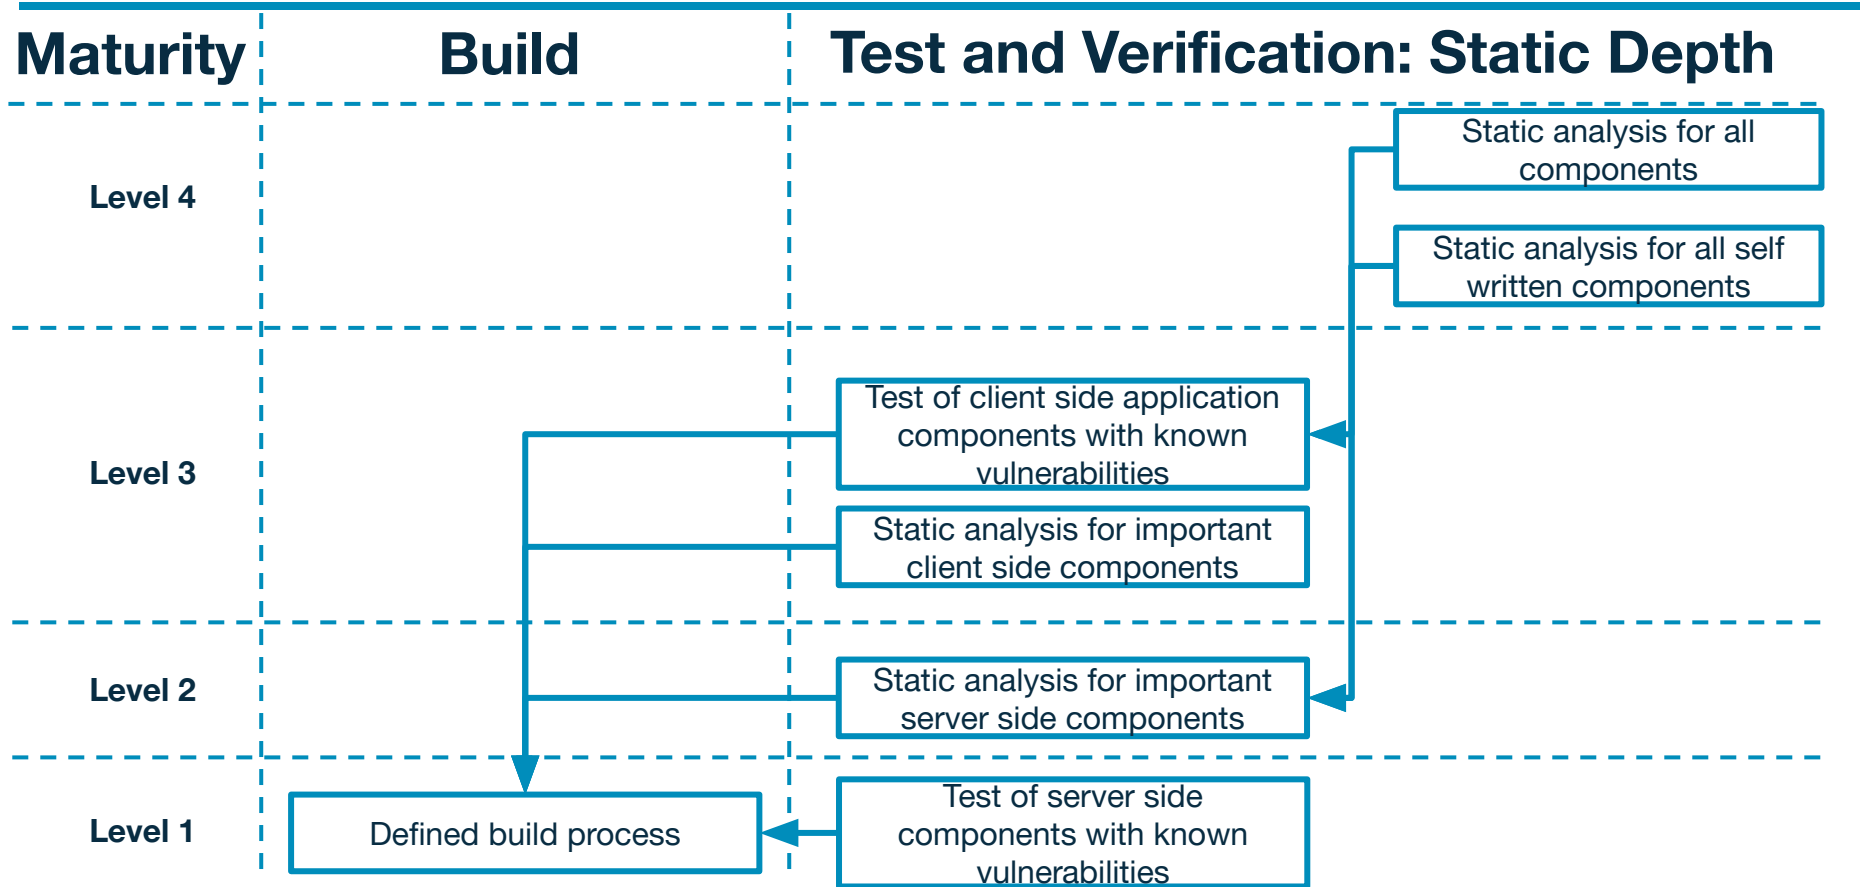 Maturity
Build
Test and Verification: Static Depth
Level 4
Static analysis for all
components
Static analysis for all self
written components
Level 3
Test of client side application
components with known
vulnerabilities
Static analysis for important
client side components
Level 2
Static analysis for important
server side components
Level 1
Defined build process
Test of server side
components with known
vulnerabilities